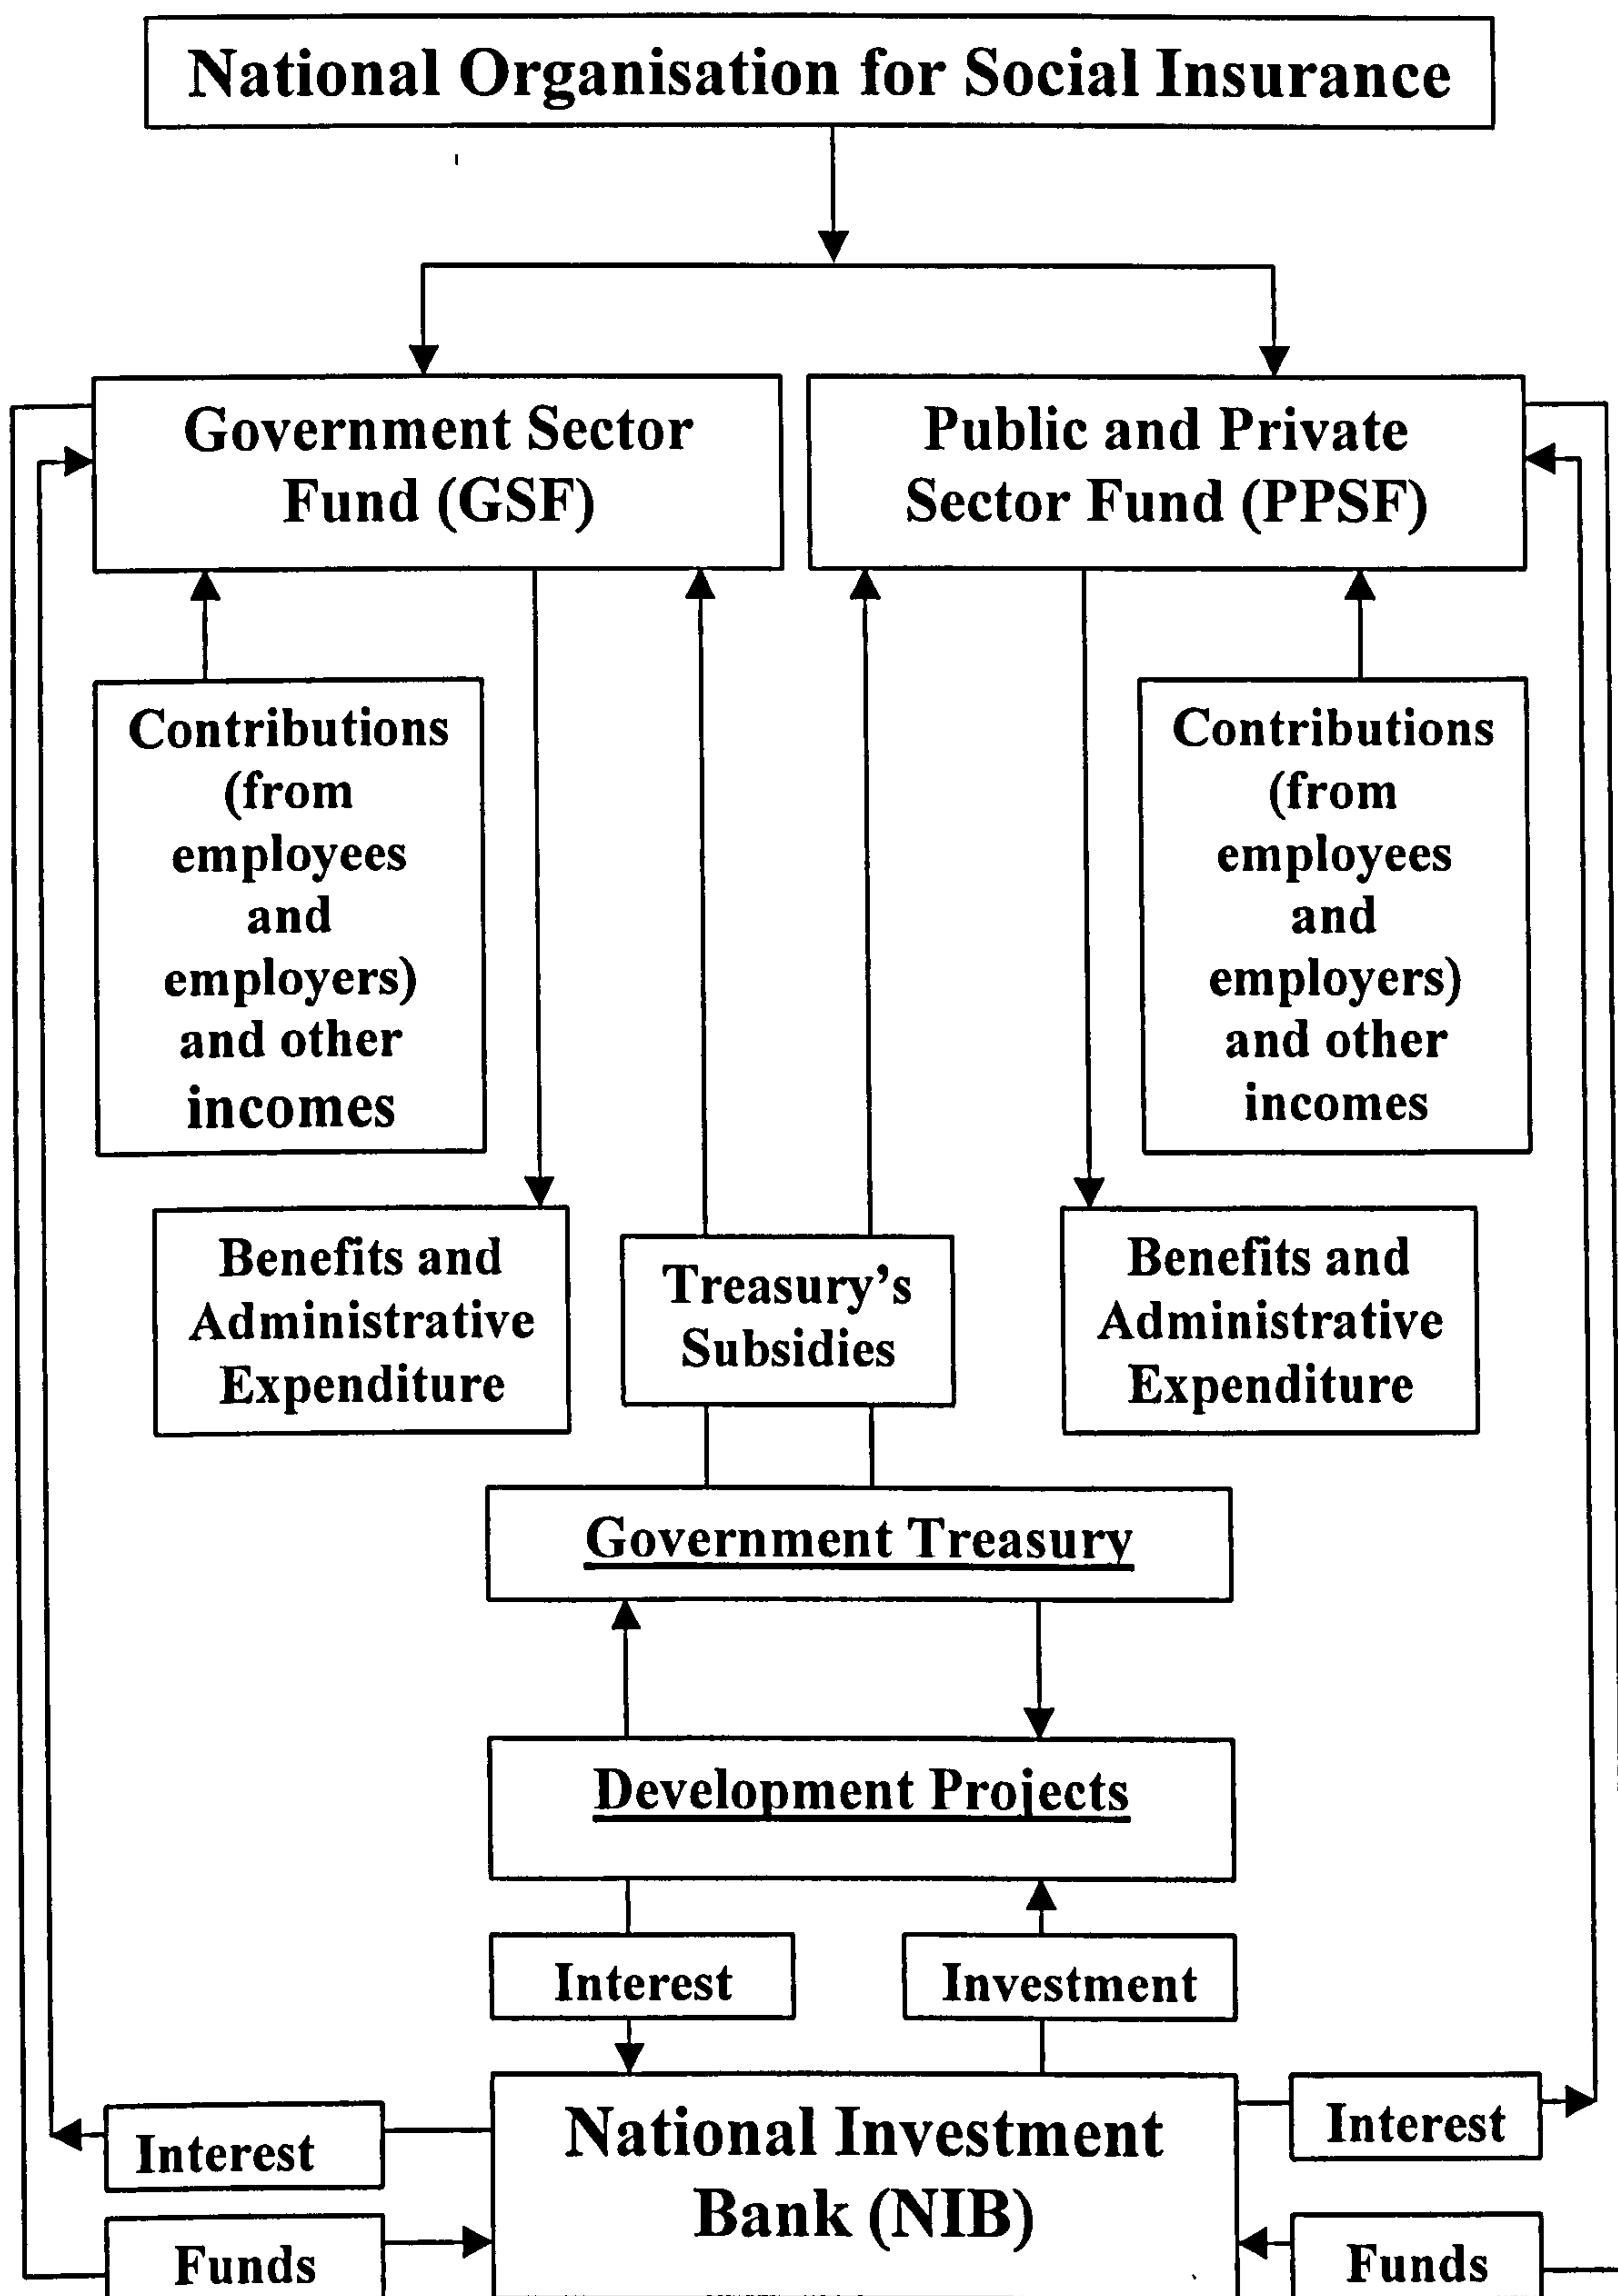 National Organisation for Social Insurance
Government Sector
Fund (GSF)
Public and Private
Sector Fund (PPSF)
Contributions
(from
employees
and
employers)
and other
incomes
Contributions
(from
employees
and
employers)
and other
incomes
Benefits and
Administrative
Expenditure
Treasury's
Subsidies
Benefits and
Administrative
Expenditure
Government Treasury
Development Projects
Interest
Investment
Interest
National Investment
Bank (NIB)
Interest
Funds
Funds